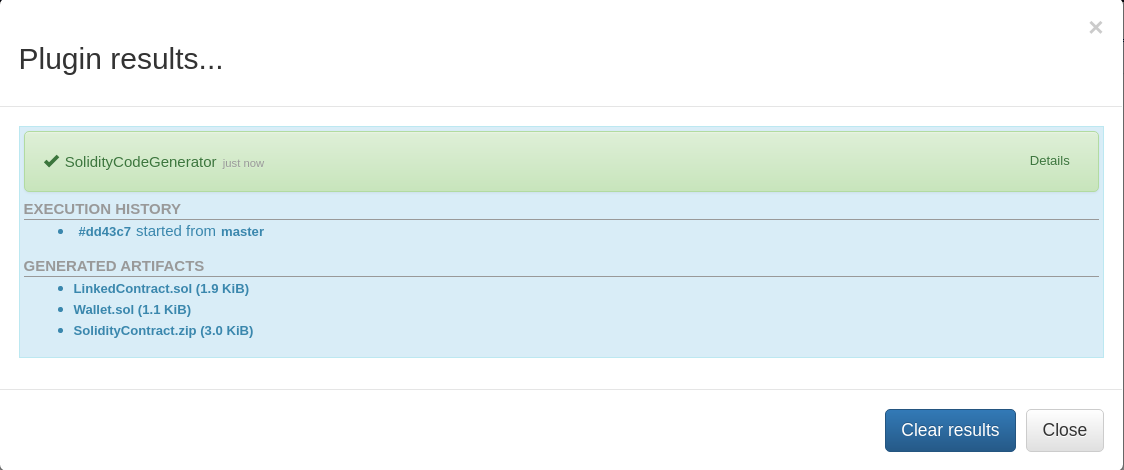 ×
Plugin results...
SolidityCodeGenerator just now Details
EXECUTION HISTORY
#dd43c7 started from master
GENERATED ARTIFACTS
LinkedContract.sol (1.9 KiB)
Wallet.sol (1.1 KiB)
SolidityContract.zip (3.0 KiB)
Clear results Close